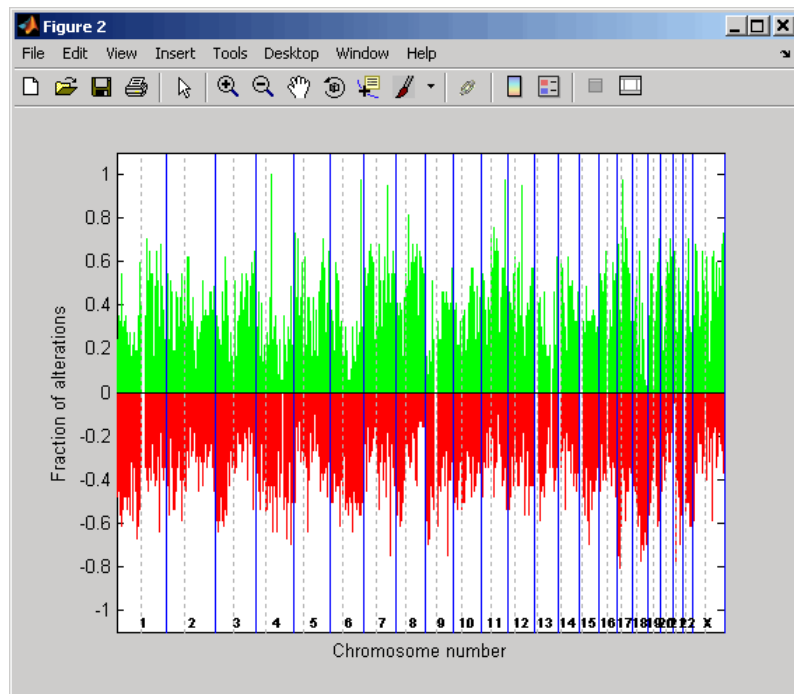 Figure 2
File Edit View Insert Tools Desktop Window Help
1
0.8
0.6
0.4
0.2
0
-0.2
-0.4
-0.6
-0.8
-1
Fraction of alterations
1 2 3 4 5 6 7 8 9 10 11 12 13 14 15 16 17 18 19 20 21 22 X
Chromosome number